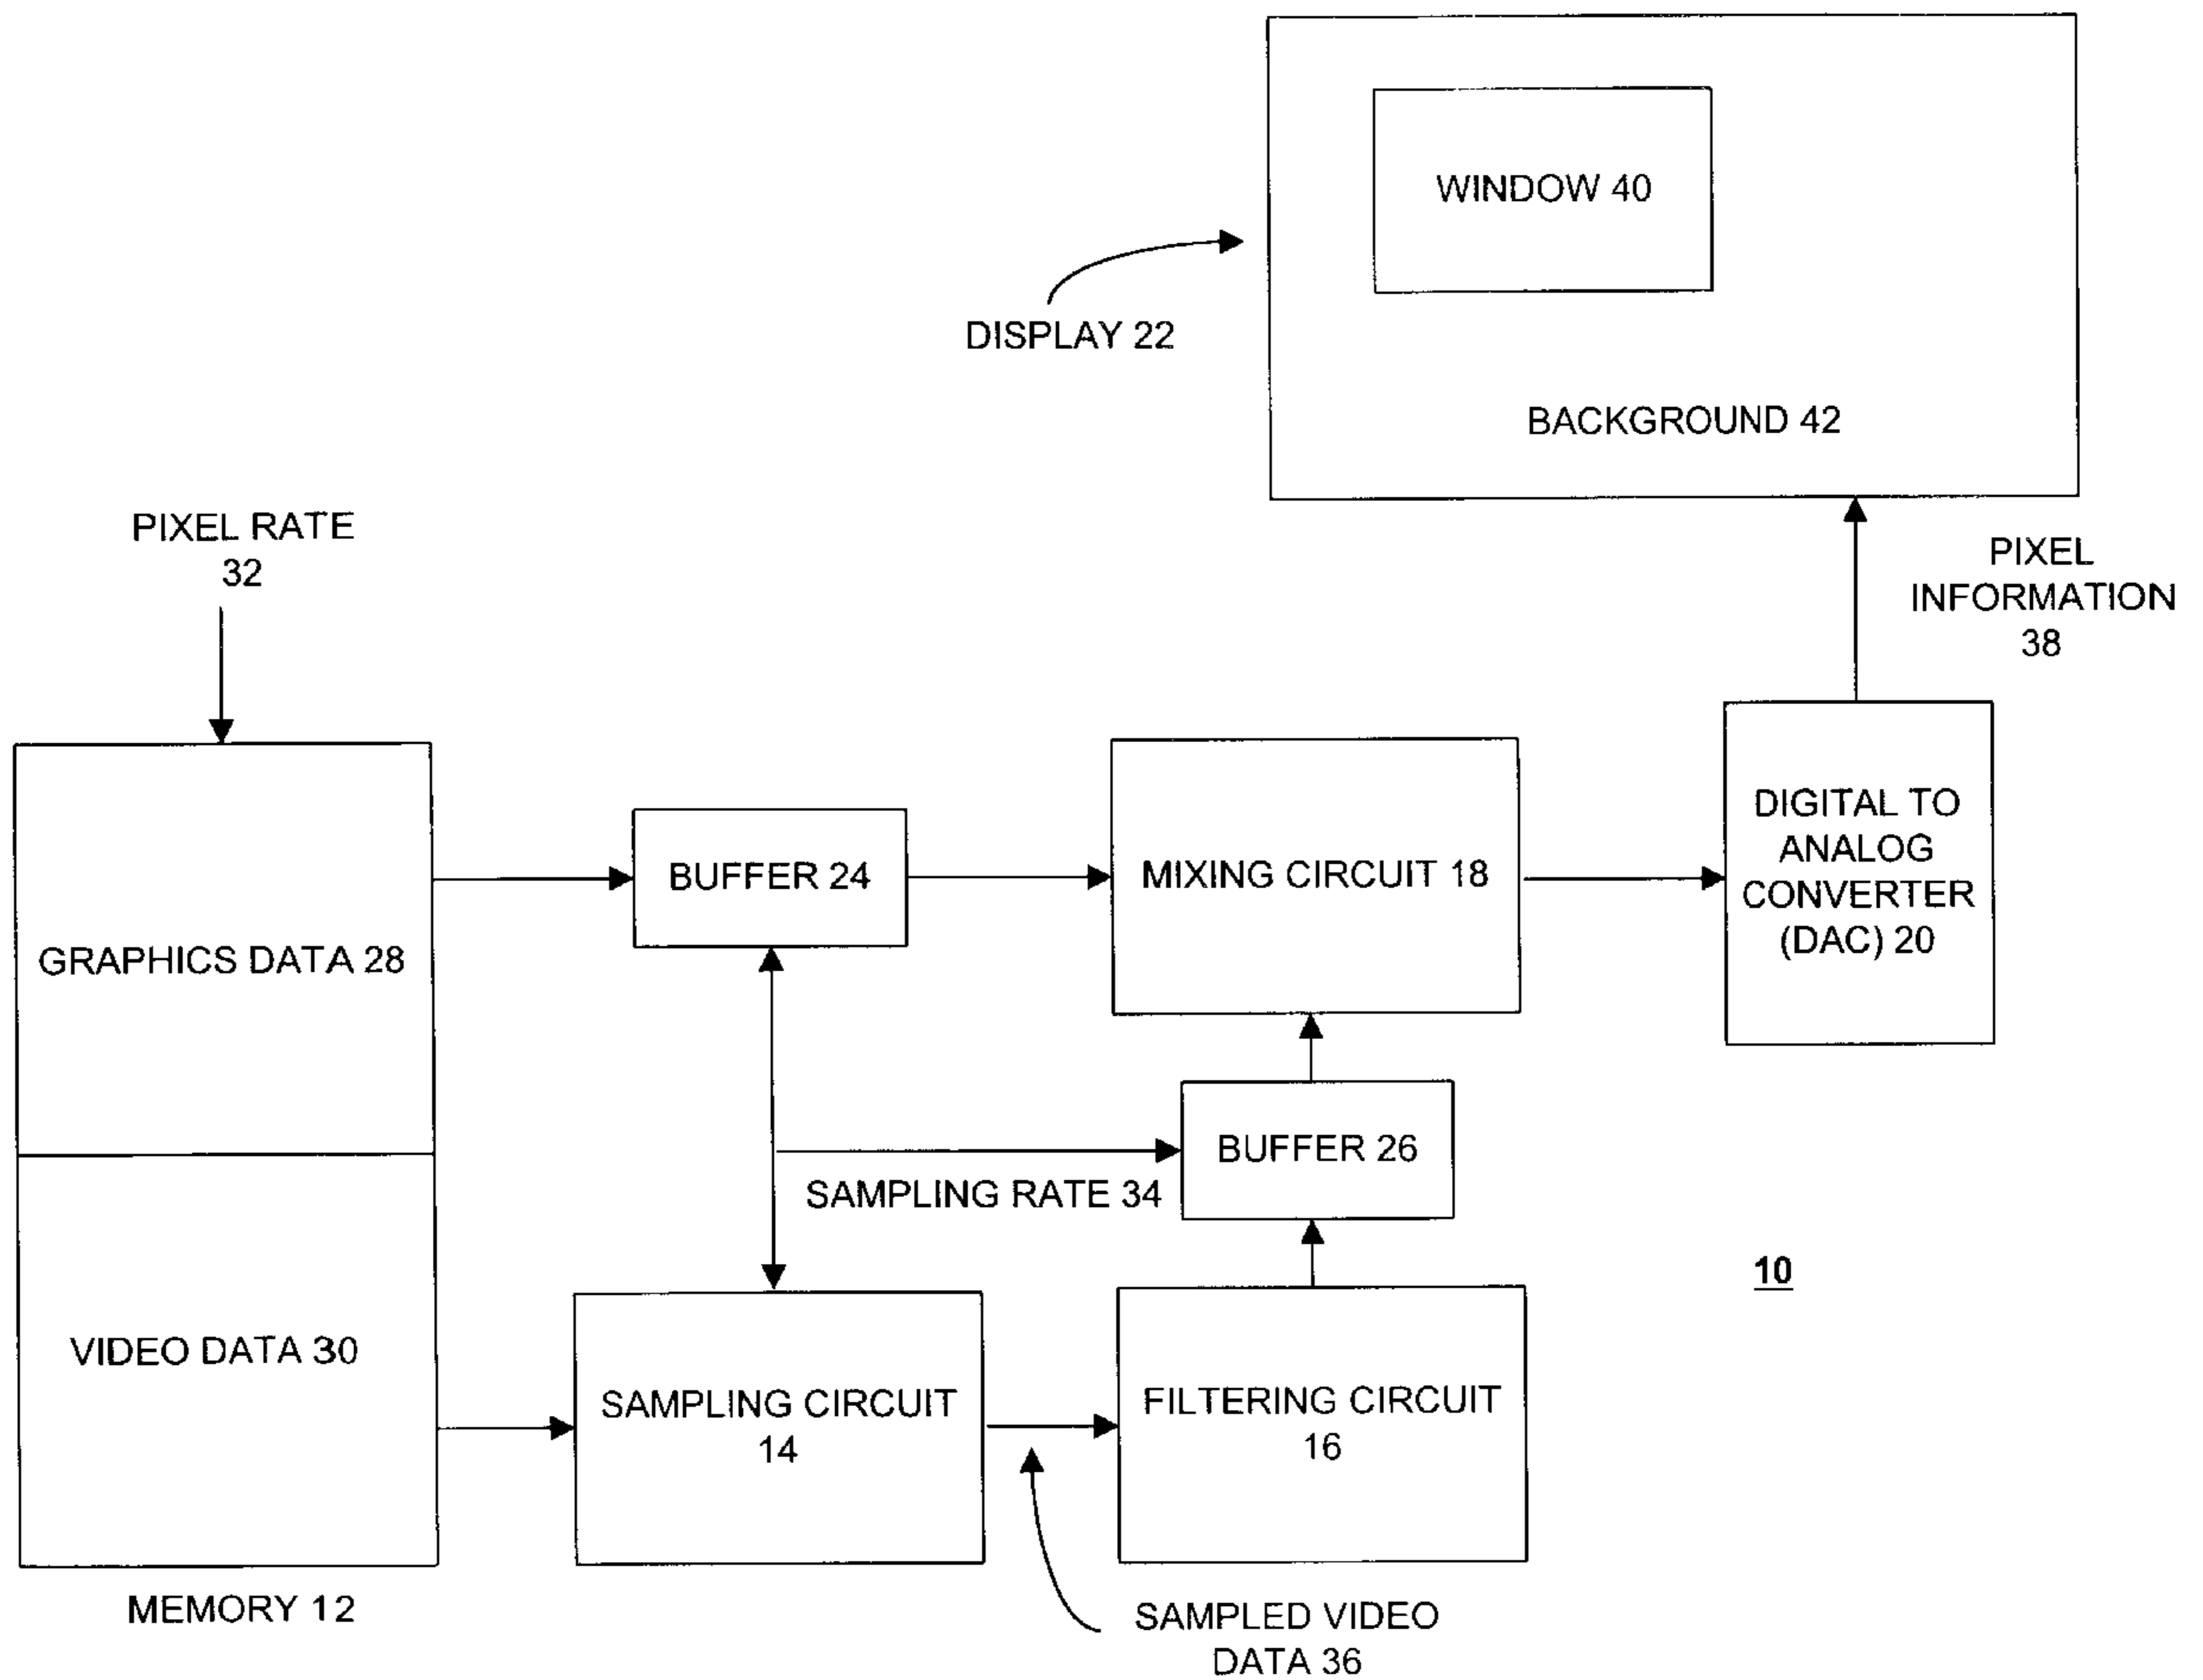 WINDOW 40
DISPLAY 22
BACKGROUND 42
PIXEL RATE
32
PIXEL
INFORMATION
38
GRAPHICS DATA 28
BUFFER 24
MIXING CIRCUIT 18
DIGITAL TO
ANALOG
CONVERTER
(DAC) 20
BUFFER 26
SAMPLING RATE 34
10
VIDEO DATA 30
SAMPLING CIRCUIT
14
FILTERING CIRCUIT
16
MEMORY 12
SAMPLED VIDEO
DATA 36